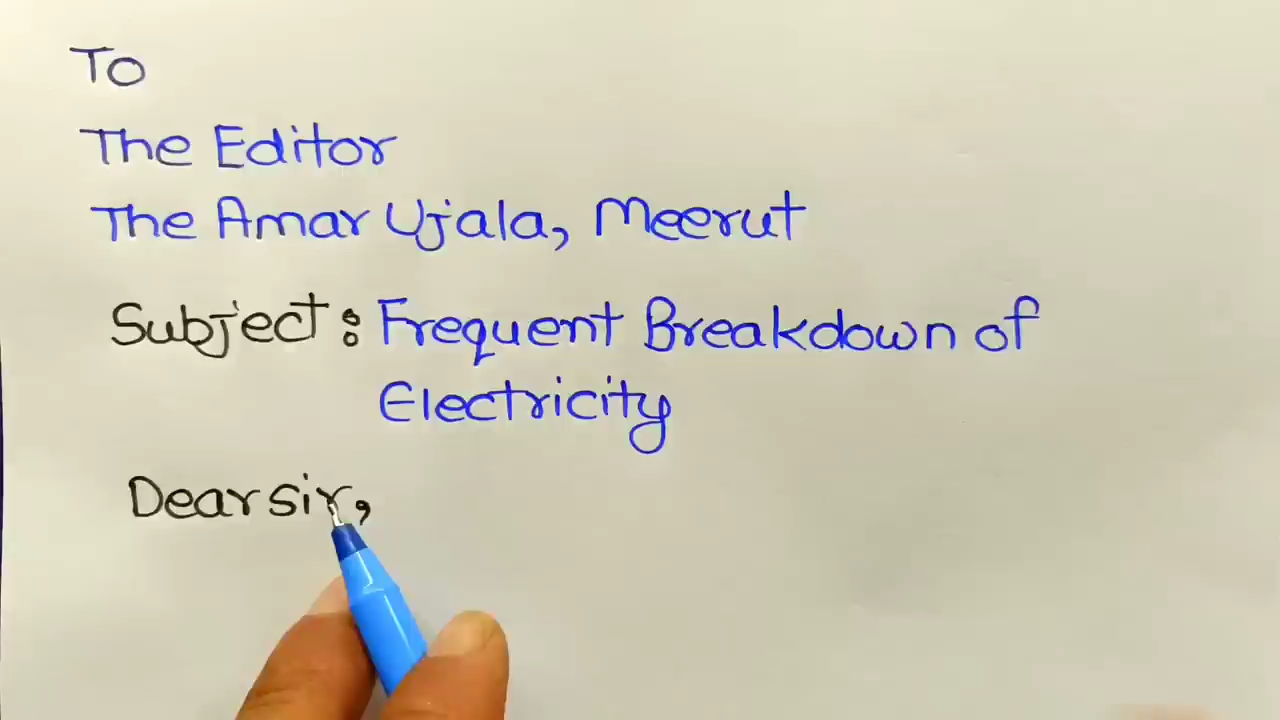 To
The Editor
The Amar Ujala, Meerut
Subject: Frequent Breakdown of
Electricity
Dear sir,